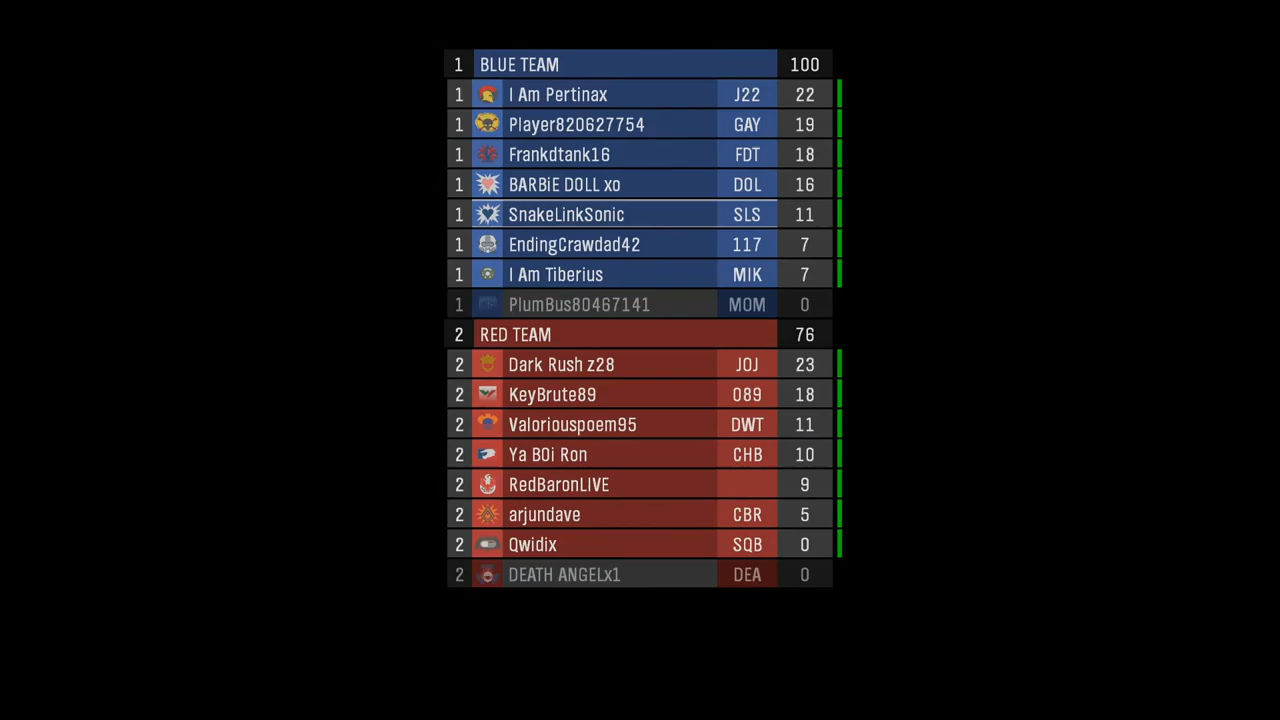 1 BLUE TEAM 100
1 I Am Pertinax J22 22
1 Player820627754 GAY 19
1 Frankdtank16 FDT 18
1 BARBiE DOLL xo DOL 16
1 SnakeLinkSonic SLS 11
1 EndingCrawdad42 117 7
1 I Am Tiberius MIK 7
1 PlumBus80467141 MOM 0
2 RED TEAM 76
2 Dark Rush z28 JOJ 23
2 KeyBrute89 089 18
2 Valoriouspoem95 DWT 11
2 Ya BOi Ron CHB 10
2 RedBaronLIVE 9
2 arjundave CBR 5
2 Qwidix SQB 0
2 DEATH ANGELx1 DEA 0